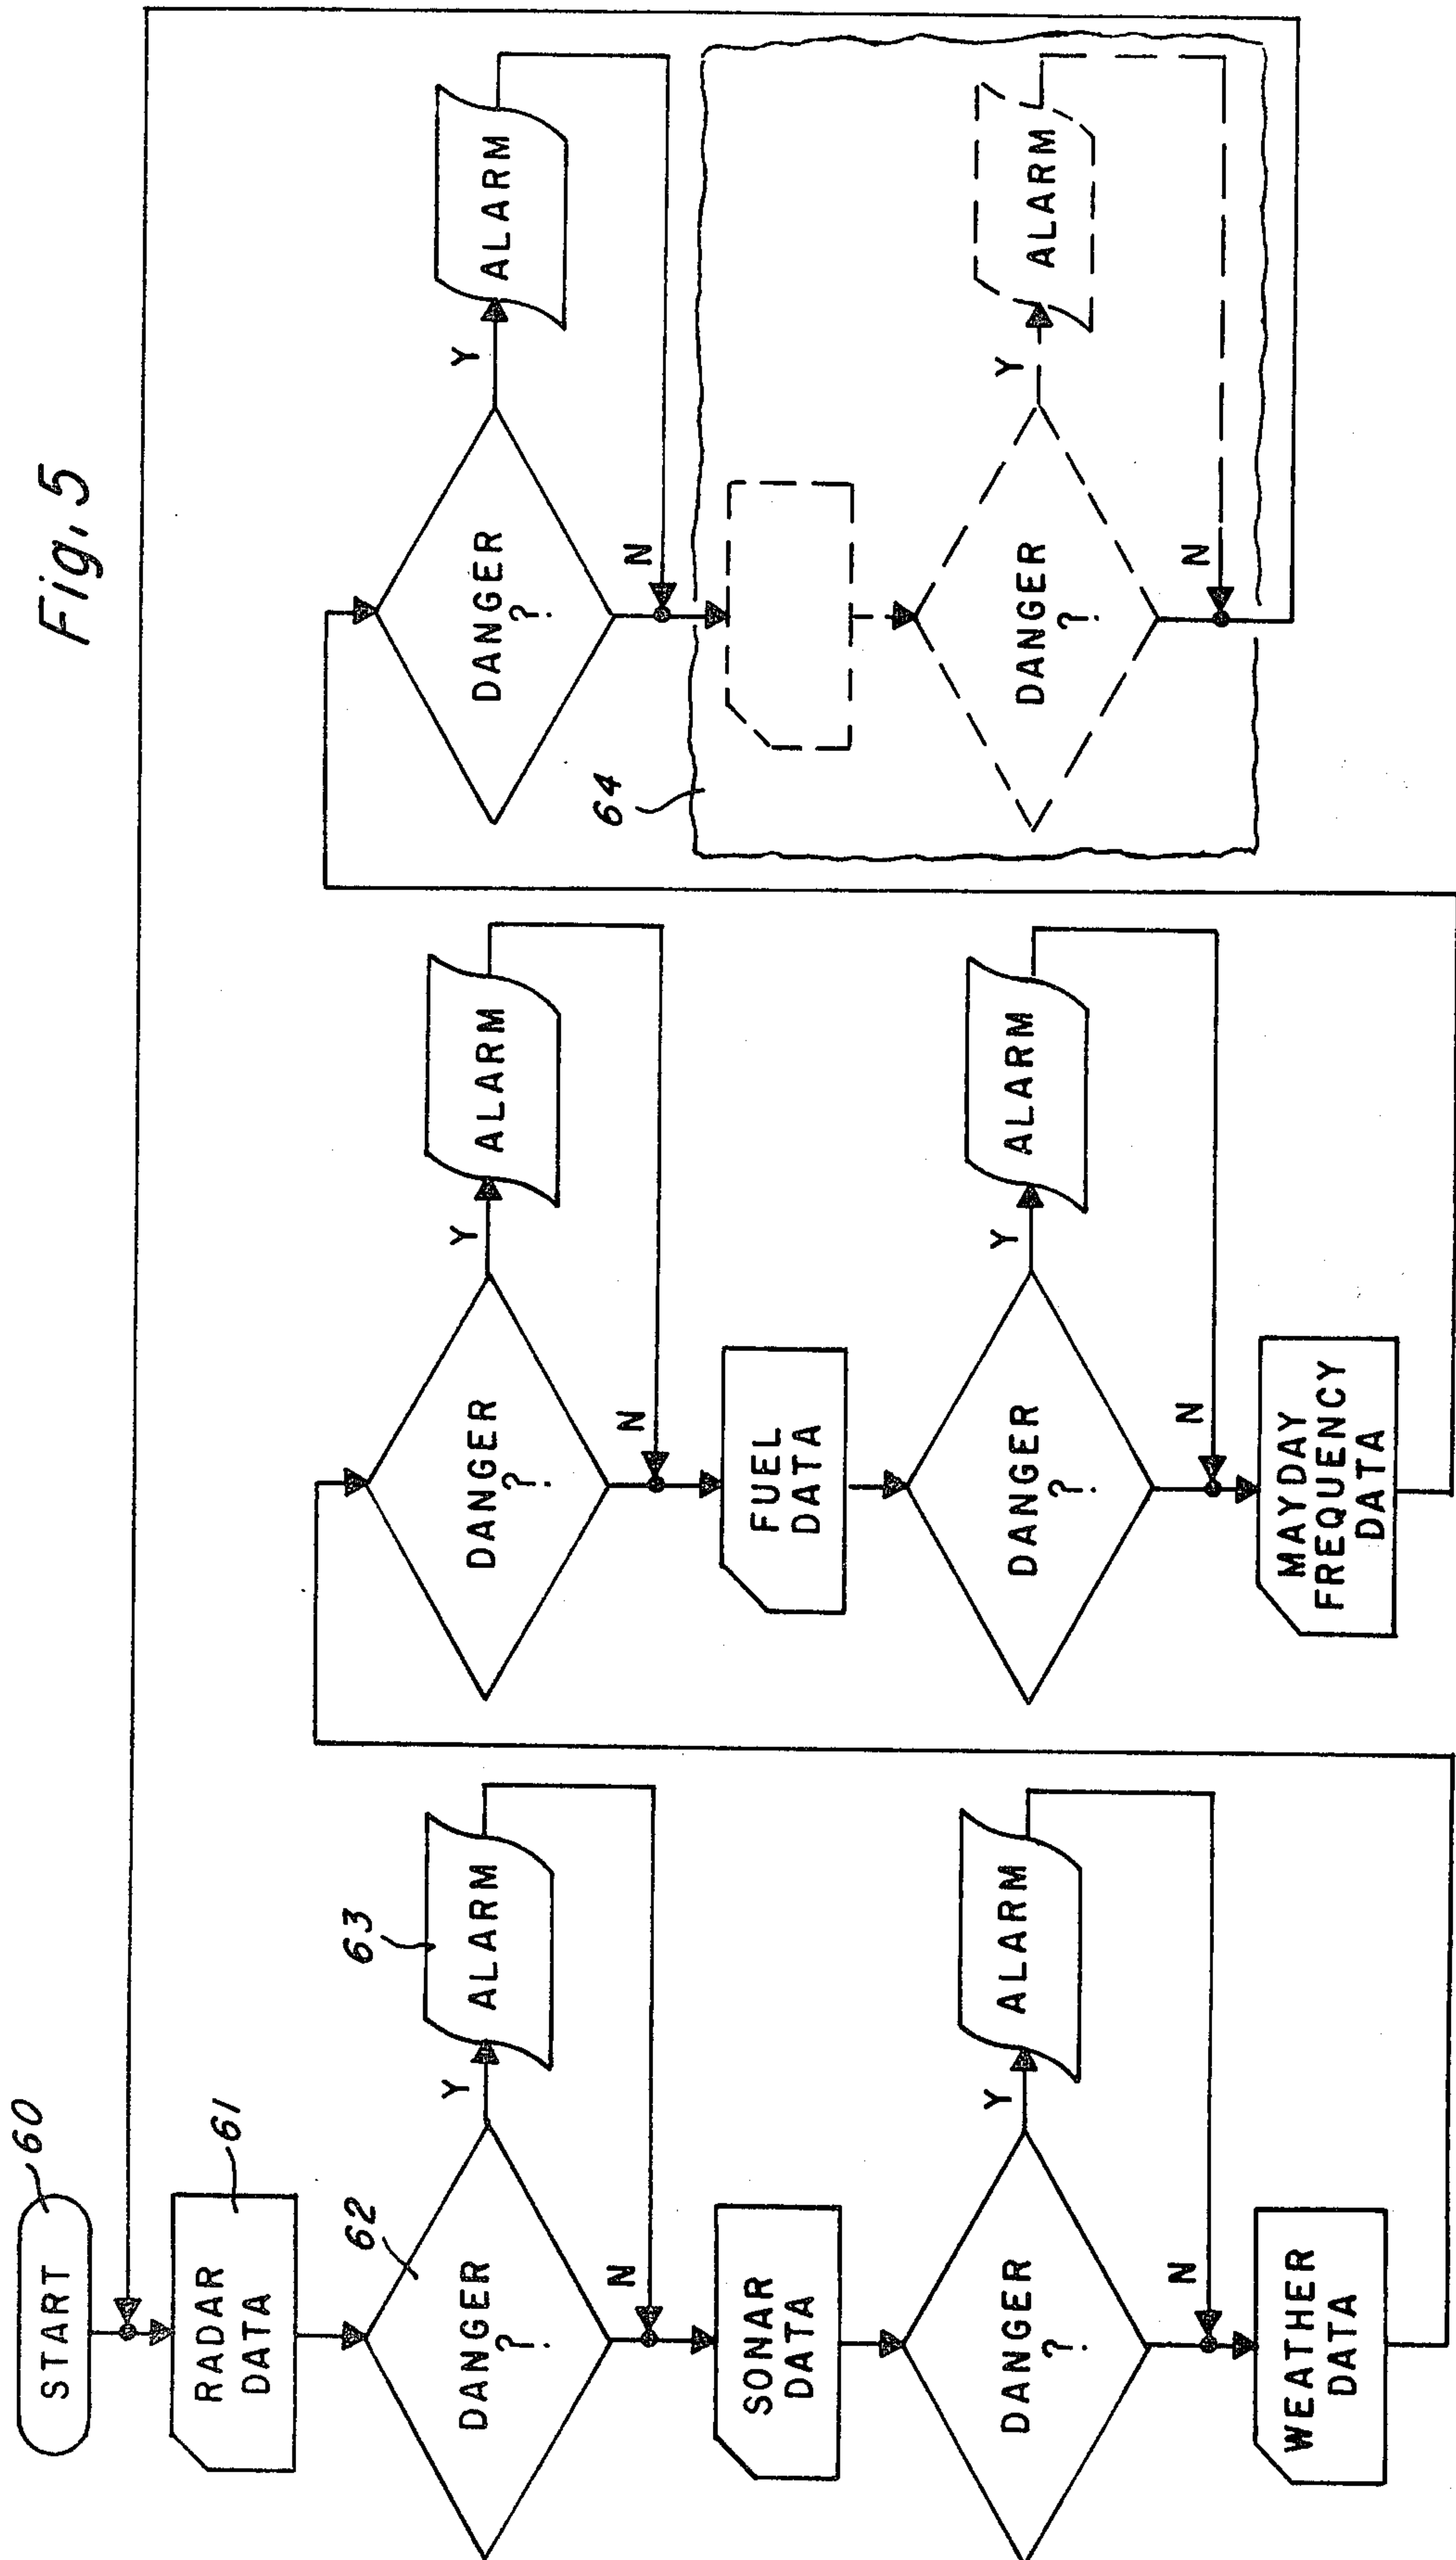 Fig. 5
START
60
RADAR
DATA
61
DANGER
?
62
Y
ALARM
63
N
SONAR
DATA
DANGER
?
Y
ALARM
N
WEATHER
DATA
DANGER
?
Y
ALARM
N
FUEL
DATA
DANGER
?
Y
ALARM
N
MAYDAY
FREQUENCY
DATA
DANGER
?
Y
ALARM
N
64
DANGER
?
Y
ALARM
N